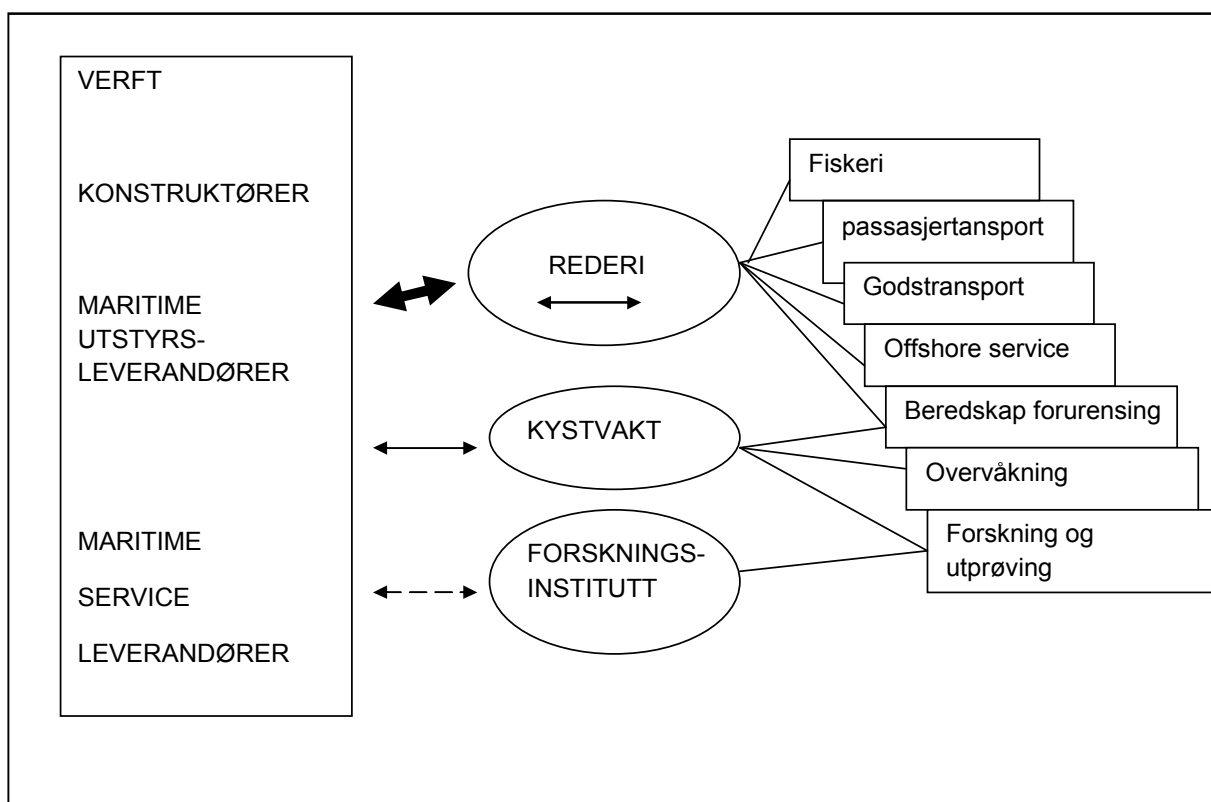 VERFT
KONSTRUKTØRER
MARITIME
UTSTYRS-
LEVERANDØRER
MARITIME
SERVICE
LEVERANDØRER
REDERI
KYSTVAKT
FORSKNINGS-
INSTITUTT
Fiskeri
passasjertansport
Godstransport
Offshore service
Beredskap forurensing
Overvåkning
Forskning og
utprøving